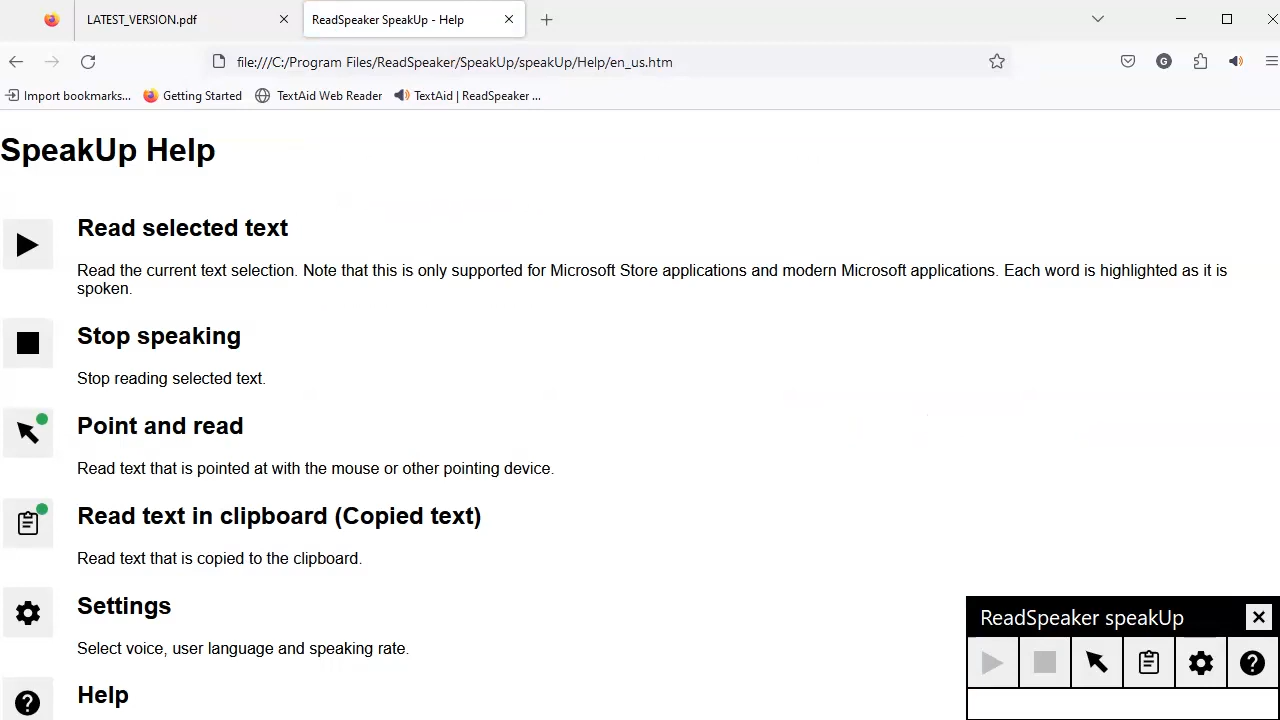 LATEST_VERSION.pdf
ReadSpeaker SpeakUp - Help
file:///C:/Program Files/ReadSpeaker/SpeakUp/speakUp/Help/en_us.htm
G
Import bookmarks...
Getting Started
TextAid Web Reader
TextAid | ReadSpeaker ...
SpeakUp Help
Read selected text
Read the current text selection. Note that this is only supported for Microsoft Store applications and modern Microsoft applications. Each word is highlighted as it is
spoken.
Stop speaking
Stop reading selected text.
Point and read
Read text that is pointed at with the mouse or other pointing device.
Read text in clipboard (Copied text)
Read text that is copied to the clipboard.
Settings
Select voice, user language and speaking rate.
Help
ReadSpeaker speakUp